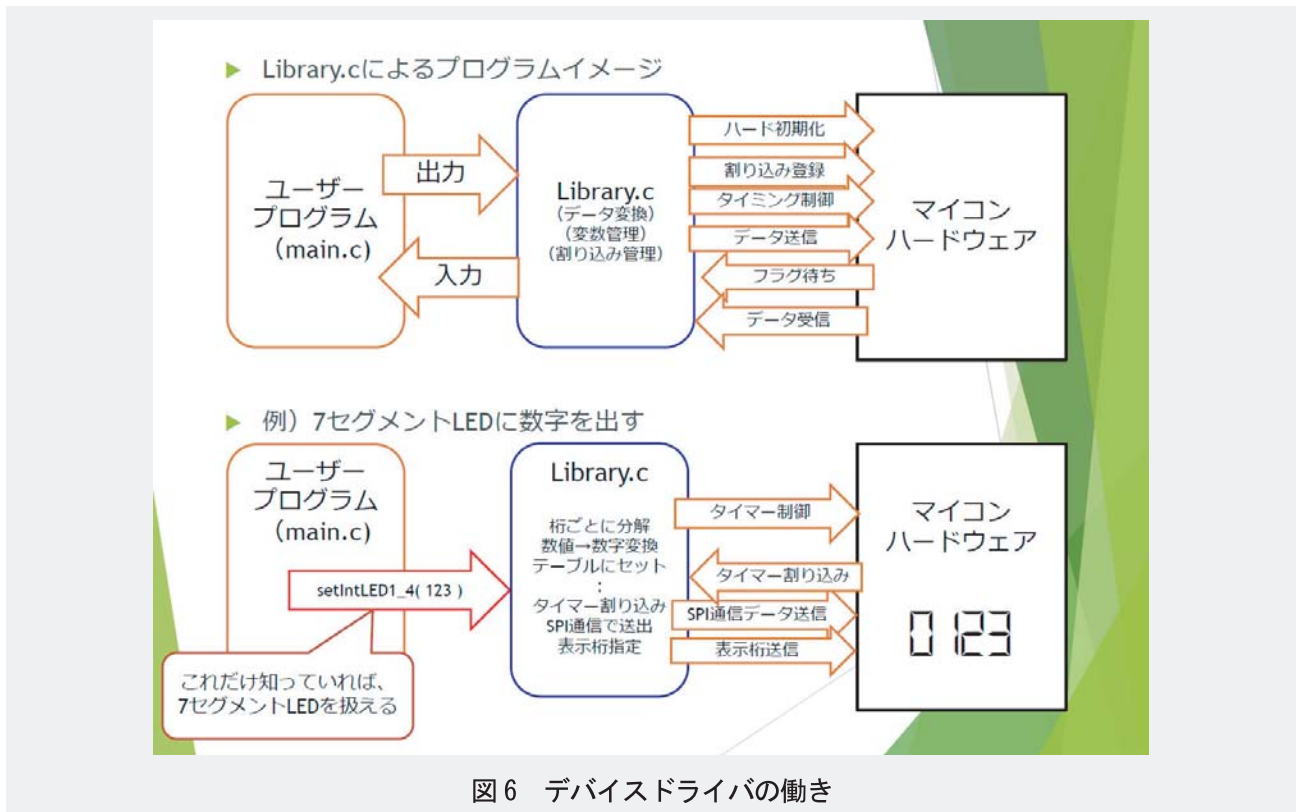 ▶ Library.cによるプログラムイメージ
ユーザー
プログラム
(main.c)
出力
入力
Library.c
(データ変換)
(変数管理)
(割り込み管理)
ハード初期化
割り込み登録
タイミング制御
データ送信
フラグ待ち
データ受信
マイコン
ハードウェア
▶ 例）7セグメントLEDに数字を出す
ユーザー
プログラム
(main.c)
setIntLED1_4( 123 )
これだけ知っていれば、
7セグメントLEDを扱える
Library.c
桁ごとに分解
数値→数字変換
テーブルにセット
:
タイマー割り込み
SPI通信で送出
表示桁指定
タイマー制御
タイマー割り込み
SPI通信データ送信
表示桁送信
マイコン
ハードウェア
0123
図6　デバイスドライバの働き